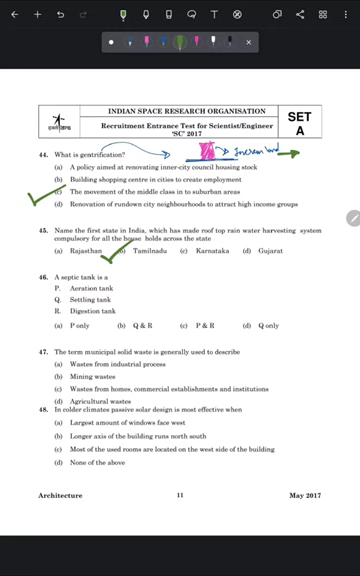 INDIAN SPACE RESEARCH ORGANISATION
Recruitment Entrance Test for Scientist/Engineer
'SC' 2017
SET
A
44. What is gentrification?
(a) A policy aimed at renovating inner-city council housing stock
(b) Building shopping centre in cities to create employment
(c) The movement of the middle class in to suburban areas
(d) Renovation of rundown city neighbourhoods to attract high income groups
45. Name the first state in India, which has made roof top rain water harvesting system
compulsory for all the house holds across the state
(a) Rajasthan (b) Tamilnadu (c) Karnataka (d) Gujarat
46. A septic tank is a
P. Aeration tank
Q. Settling tank
R. Digestion tank
(a) P only (b) Q & R (c) P & R (d) Q only
47. The term municipal solid waste is generally used to describe
(a) Wastes from industrial process
(b) Mining wastes
(c) Wastes from homes, commercial establishments and institutions
(d) Agricultural wastes
48. In colder climates passive solar design is most effective when
(a) Largest amount of windows face west
(b) Longer axis of the building runs north south
(c) Most of the used rooms are located on the west side of the building
(d) None of the above
Architecture 11 May 2017